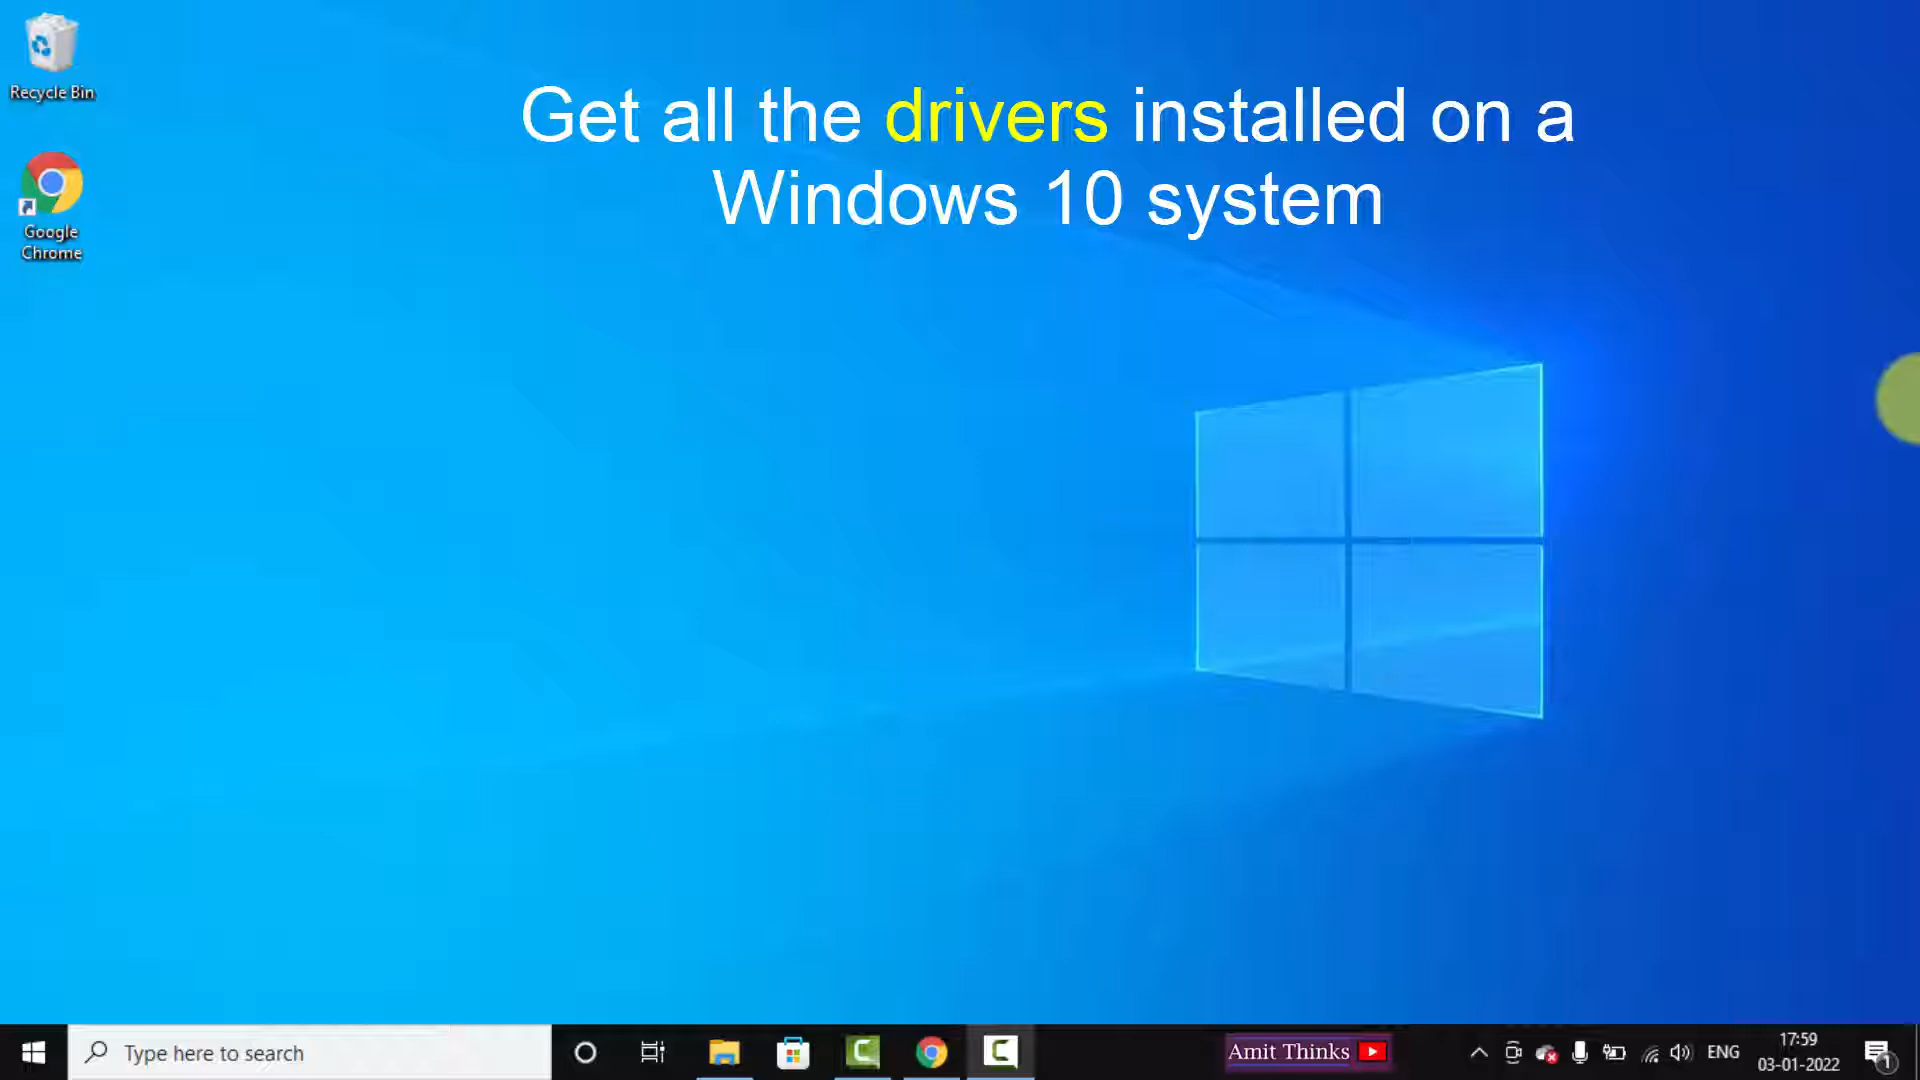 Get all the drivers installed on a
Windows 10 system
Recycle Bin
Google
Chrome
Type here to search
Amit Thinks
ENG
17:59
03-01-2022
1